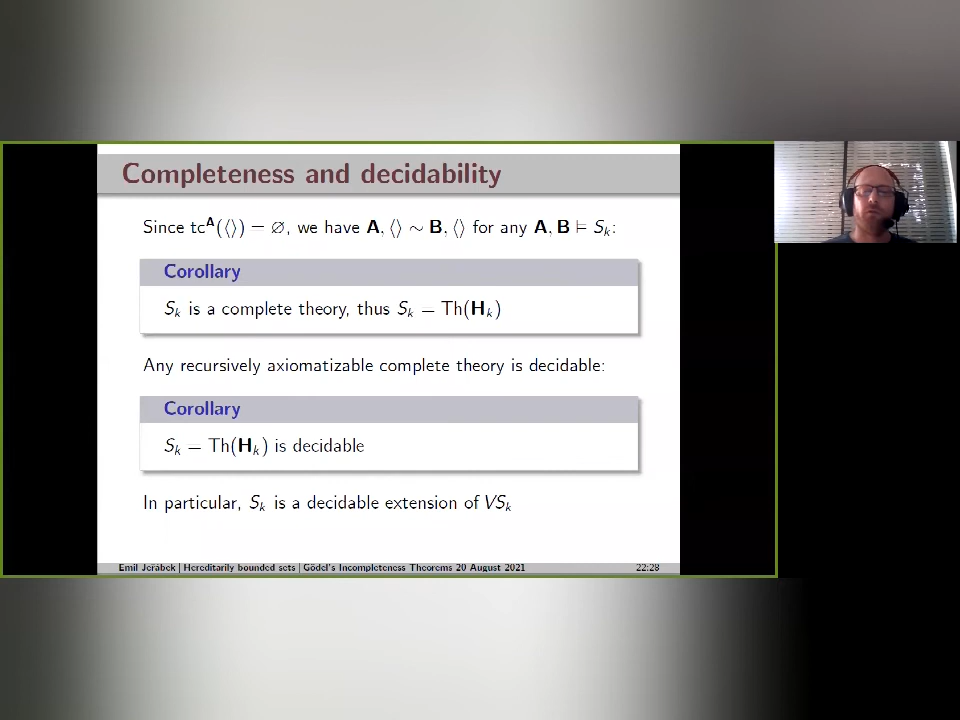 Completeness and decidability
Since tc^A(⟨⟩) = ∅, we have A, ⟨⟩ ∼ B, ⟨⟩ for any A, B ⊨ S_k:
Corollary
S_k is a complete theory, thus S_k = Th(H_k)
Any recursively axiomatizable complete theory is decidable:
Corollary
S_k = Th(H_k) is decidable
In particular, S_k is a decidable extension of VS_k
Emil Jeřábek | Hereditarily bounded sets | Gödel's Incompleteness Theorems 20 August 2021 22:28